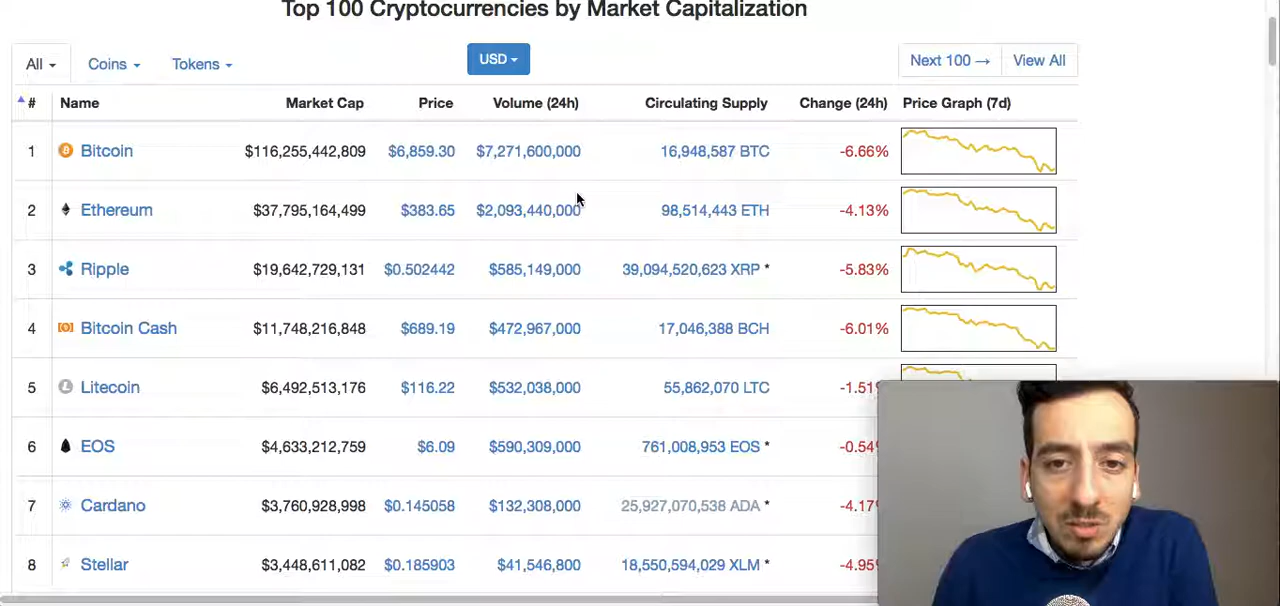 Top 100 Cryptocurrencies by Market Capitalization
All Coins Tokens USD Next 100 → View All
# Name Market Cap Price Volume (24h) Circulating Supply Change (24h) Price Graph (7d)
1 Bitcoin $116,255,442,809 $6,859.30 $7,271,600,000 16,948,587 BTC -6.66%
2 Ethereum $37,795,164,499 $383.65 $2,093,440,000 98,514,443 ETH -4.13%
3 Ripple $19,642,729,131 $0.502442 $585,149,000 39,094,520,623 XRP * -5.83%
4 Bitcoin Cash $11,748,216,848 $689.19 $472,967,000 17,046,388 BCH -6.01%
5 Litecoin $6,492,513,176 $116.22 $532,038,000 55,862,070 LTC -1.51
6 EOS $4,633,212,759 $6.09 $590,309,000 761,008,953 EOS * -0.54
7 Cardano $3,760,928,998 $0.145058 $132,308,000 25,927,070,538 ADA * -4.17
8 Stellar $3,448,611,082 $0.185903 $41,546,800 18,550,594,029 XLM * -4.95